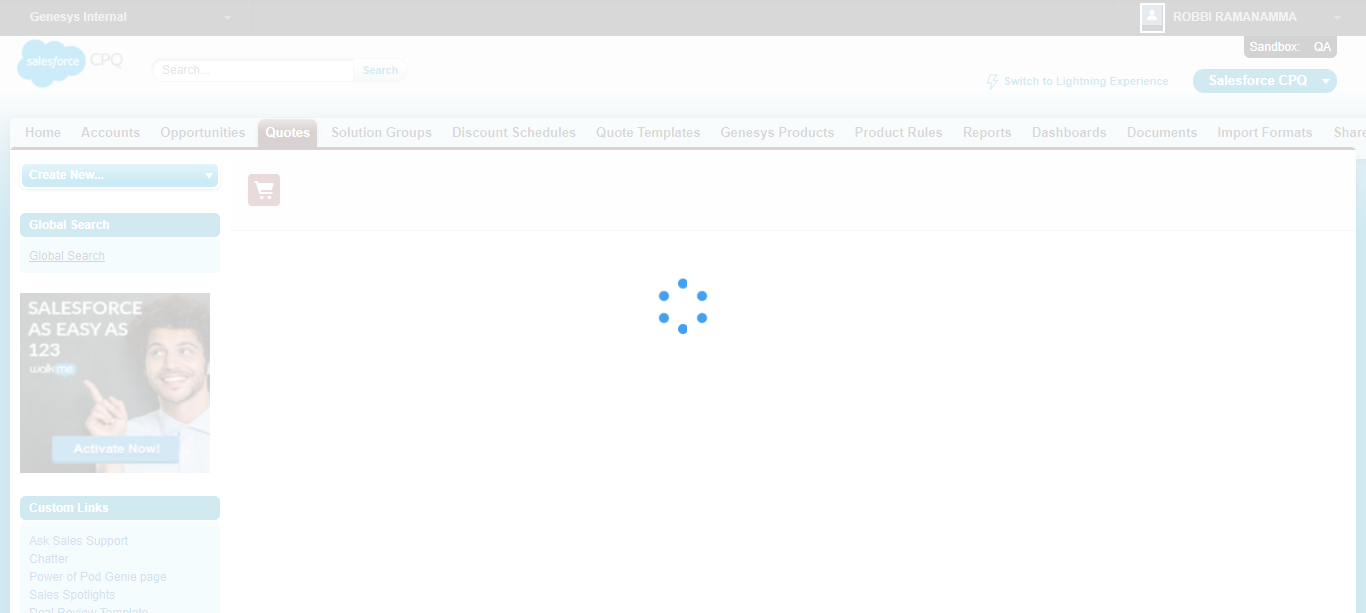 Genesys Internal
ROBBI RAMANAMMA
Sandbox: QA
salesforce CPQ
Search...
Search
Switch to Lightning Experience
Salesforce CPQ
Home Accounts Opportunities Quotes Solution Groups Discount Schedules Quote Templates Genesys Products Product Rules Reports Dashboards Documents Import Formats Share
Create New...
Global Search
Global Search
SALESFORCE
AS EASY AS
123
walkme
Activate Now!
Custom Links
Ask Sales Support
Chatter
Power of Pod Genie page
Sales Spotlights
Deal Review Template